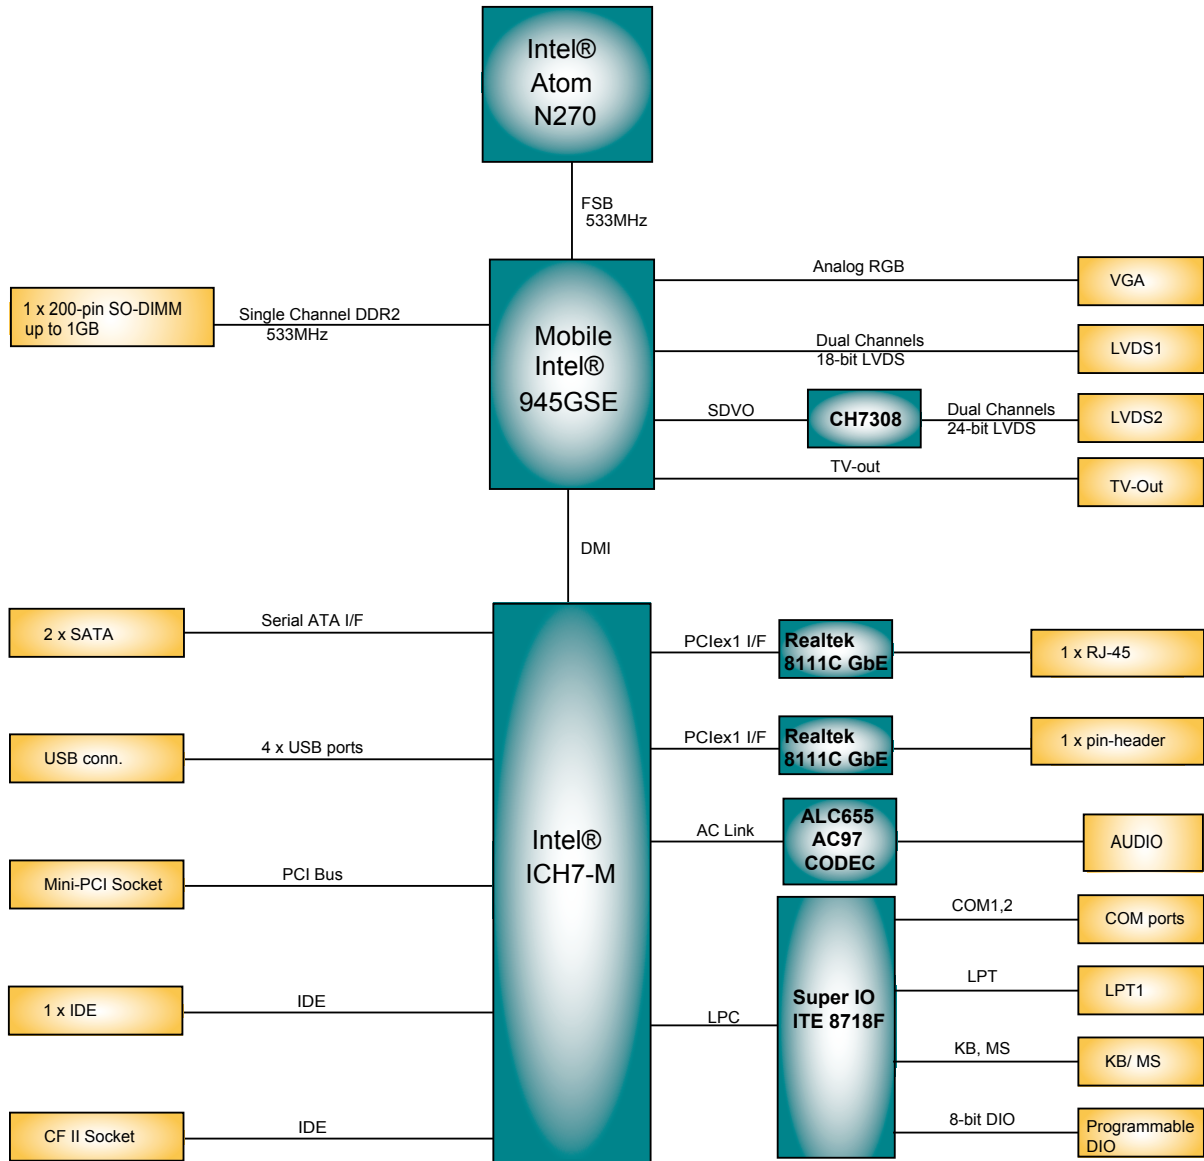 Intel®
Atom
N270
FSB
533MHz
1 x 200-pin SO-DIMM
up to 1GB
Single Channel DDR2
533MHz
Mobile
Intel®
945GSE
Analog RGB
VGA
Dual Channels
18-bit LVDS
LVDS1
SDVO
CH7308
Dual Channels
24-bit LVDS
LVDS2
TV-out
TV-Out
DMI
2 x SATA
Serial ATA I/F
USB conn.
4 x USB ports
Mini-PCI Socket
PCI Bus
1 x IDE
IDE
CF II Socket
IDE
Intel®
ICH7-M
PCIex1 I/F
Realtek
8111C GbE
1 x RJ-45
PCIex1 I/F
Realtek
8111C GbE
1 x pin-header
AC Link
ALC655
AC97
CODEC
AUDIO
LPC
Super IO
ITE 8718F
COM1,2
COM ports
LPT
LPT1
KB, MS
KB/ MS
8-bit DIO
Programmable
DIO